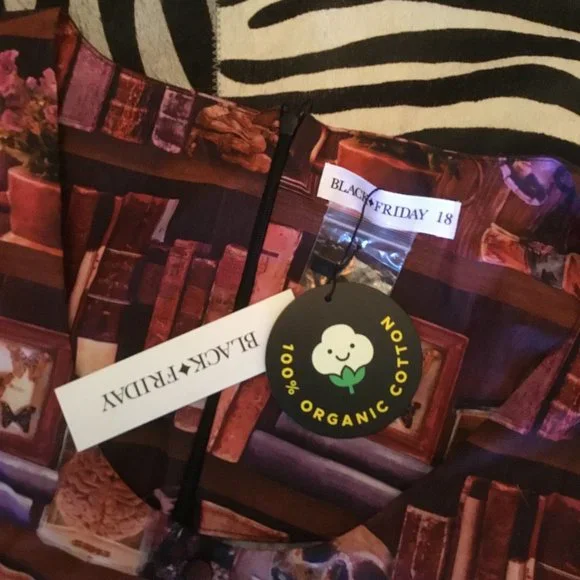 BLACK♦FRIDAY 18
BLACK♦FRIDAY
100% ORGANIC COTTON